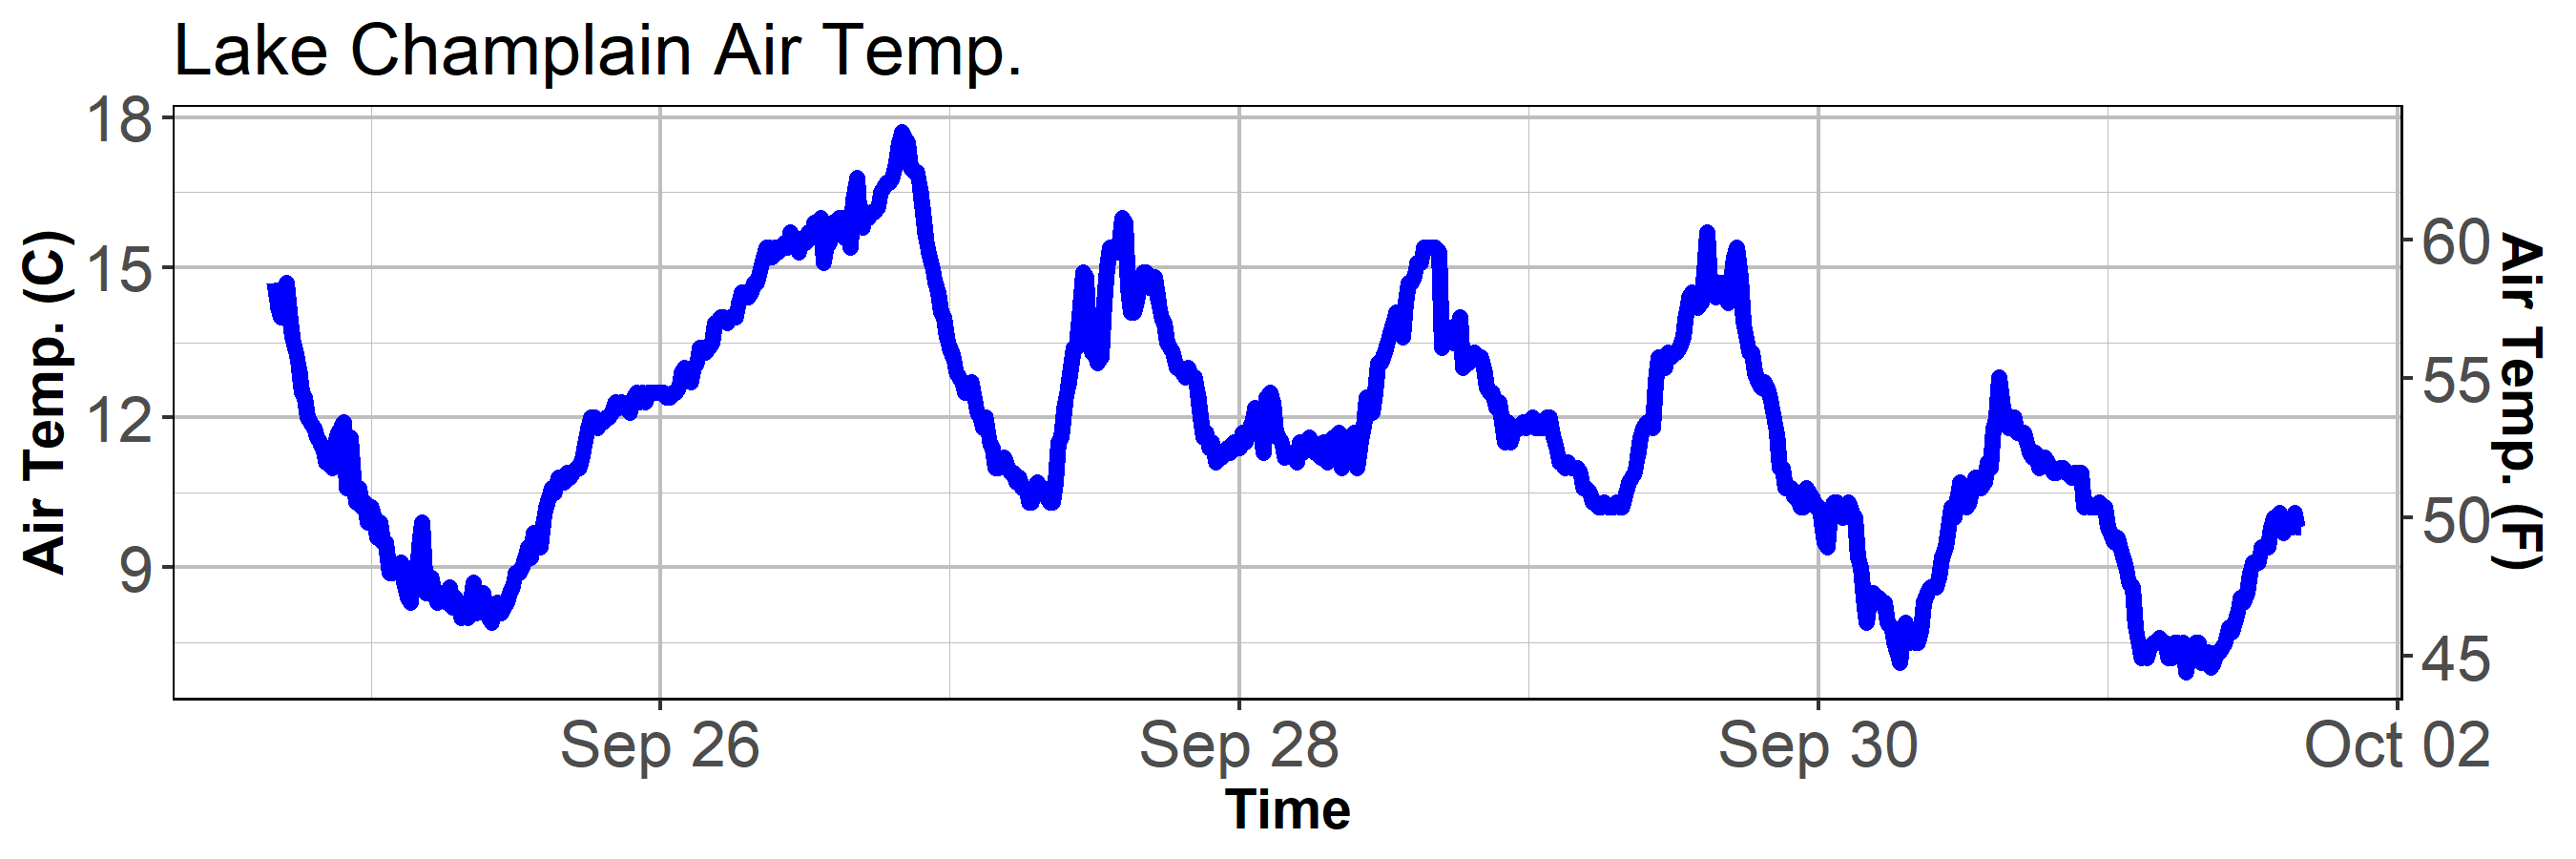 Lake Champlain Air Temp.
18
15
12
9
Air Temp. (C)
60
55
50
45
Air Temp. (F)
Sep 26
Sep 28
Sep 30
Oct 02
Time